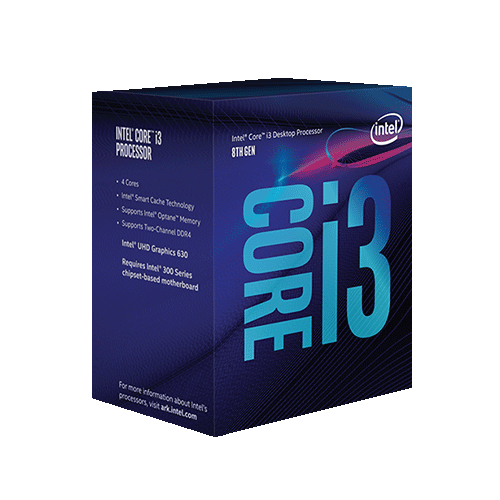 INTEL® CORE™ i3
PROCESSOR
• 4 Cores
• Intel® Smart Cache Technology
• Supports Intel® Optane™ Memory
• Supports Two-Channel DDR4
Intel® UHD Graphics 630
Requires Intel® 300 Series
chipset-based motherboard
For more information about Intel's
processors, visit ark.intel.com
Intel® Core™ i3 Desktop Processor
8TH GEN
intel®
CORE
i3